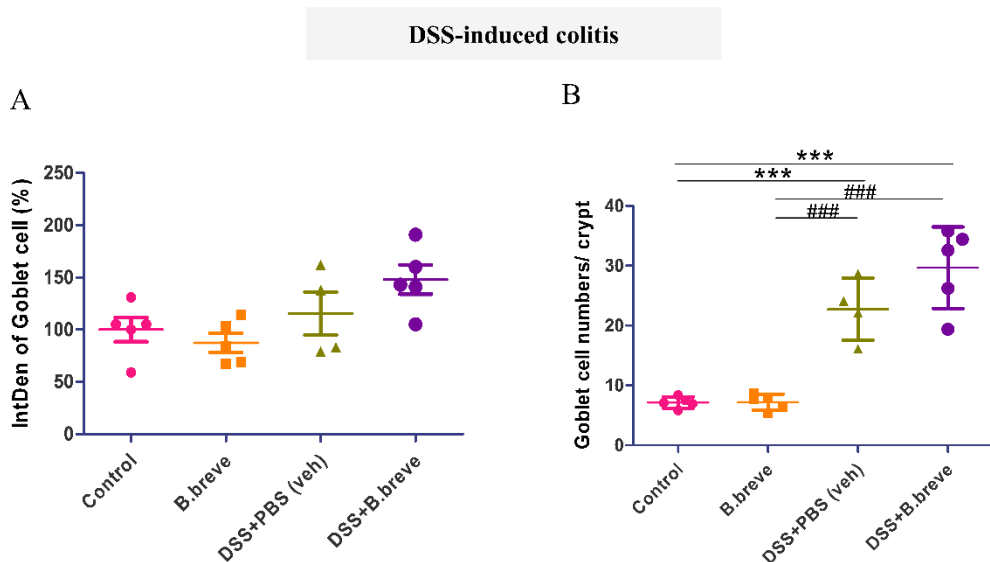 DSS-induced colitis
A
IntDen of Goblet cell (%)
250
200
150
100
50
0
Control
B.breve
DSS+PBS (veh)
DSS+B.breve
B
Goblet cell numbers/ crypt
***
***
###
###
40
30
20
10
0
Control
B.breve
DSS+PBS (veh)
DSS+B.breve